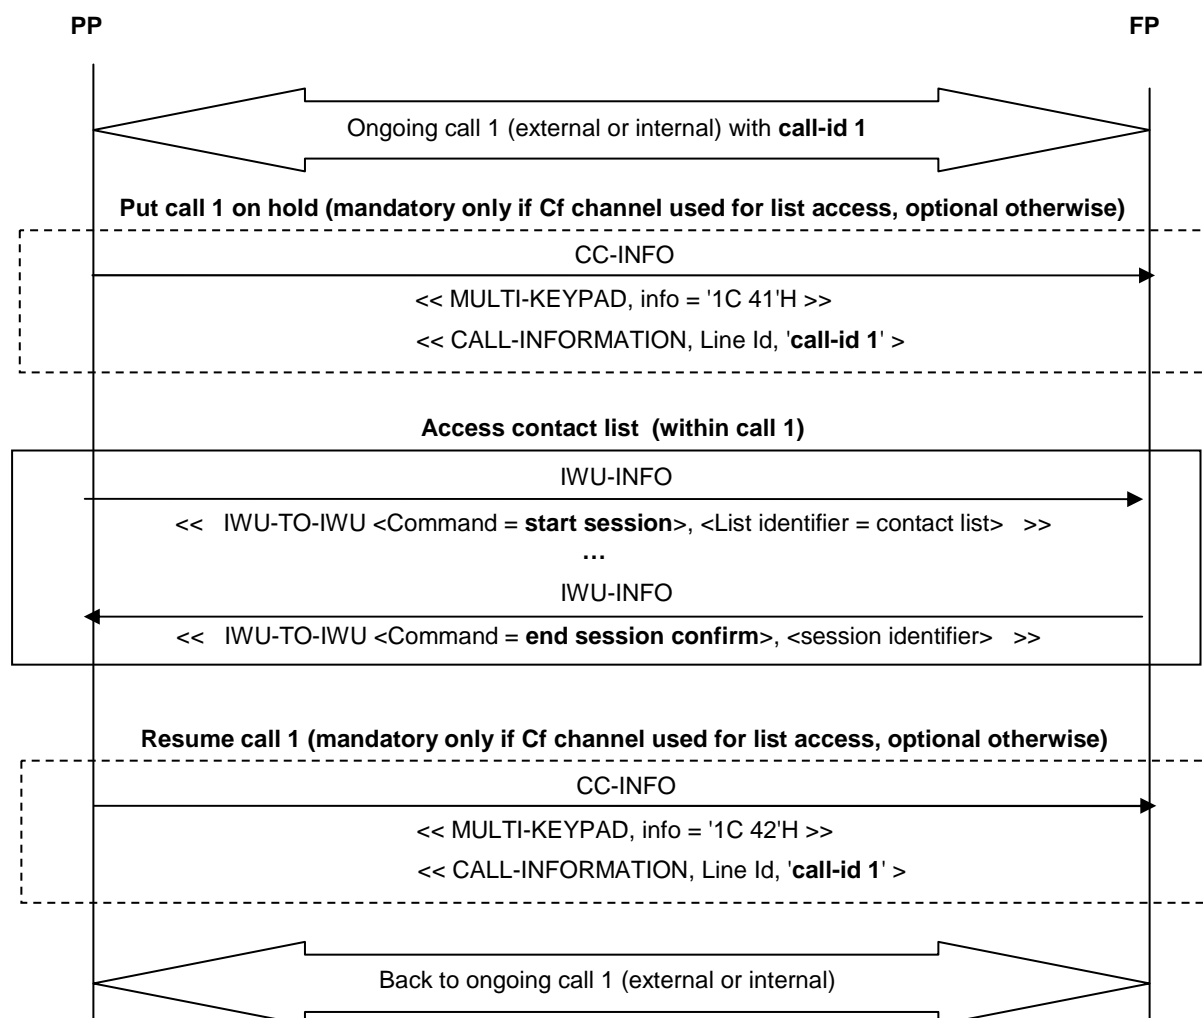 PP FP
Ongoing call 1 (external or internal) with call-id 1
Put call 1 on hold (mandatory only if Cf channel used for list access, optional otherwise)
CC-INFO
<< MULTI-KEYPAD, info = '1C 41'H >>
<< CALL-INFORMATION, Line Id, 'call-id 1' >
Access contact list (within call 1)
IWU-INFO
<< IWU-TO-IWU <Command = start session>, <List identifier = contact list> >>
…
IWU-INFO
<< IWU-TO-IWU <Command = end session confirm>, <session identifier> >>
Resume call 1 (mandatory only if Cf channel used for list access, optional otherwise)
CC-INFO
<< MULTI-KEYPAD, info = '1C 42'H >>
<< CALL-INFORMATION, Line Id, 'call-id 1' >
Back to ongoing call 1 (external or internal)